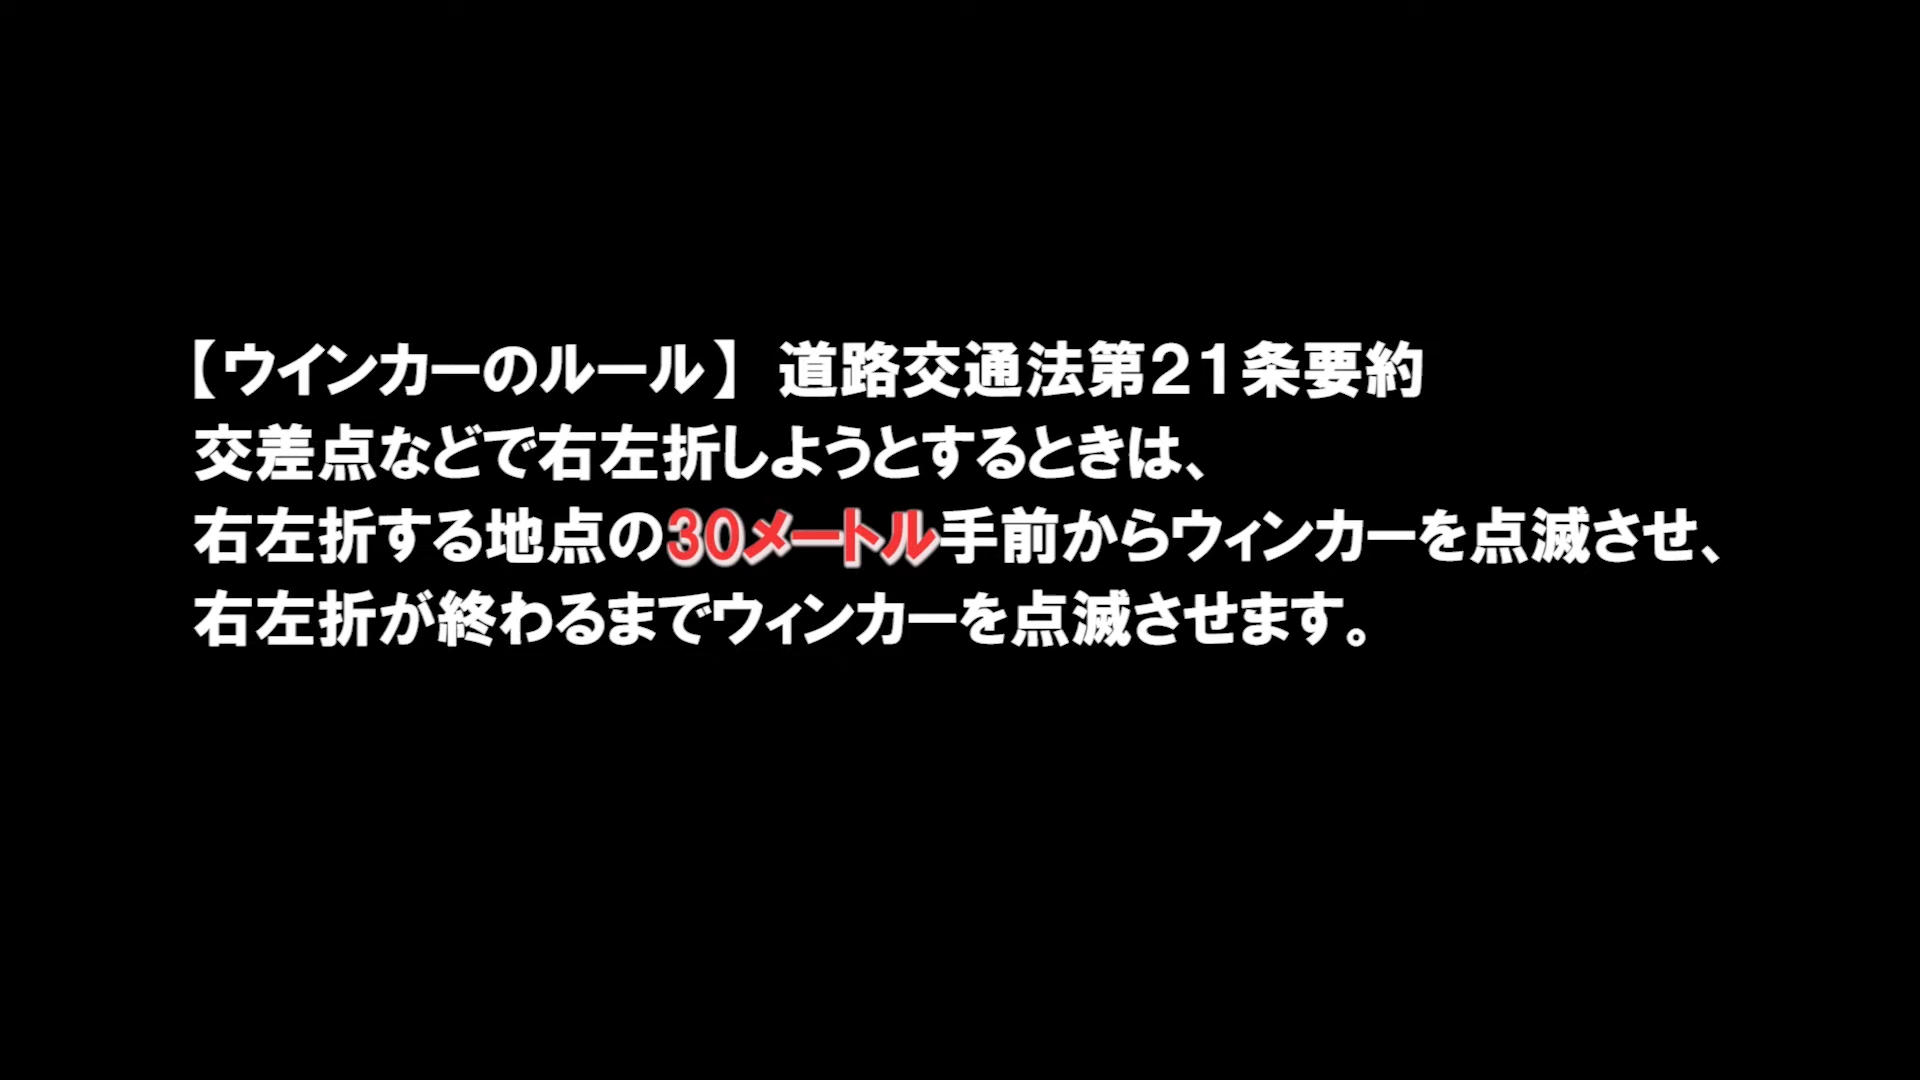 【ウインカーのルール】 道路交通法第21条要約
交差点などで右左折しようとするときは、
右左折する地点の30メートル手前からウィンカーを点滅させ、
右左折が終わるまでウィンカーを点滅させます。